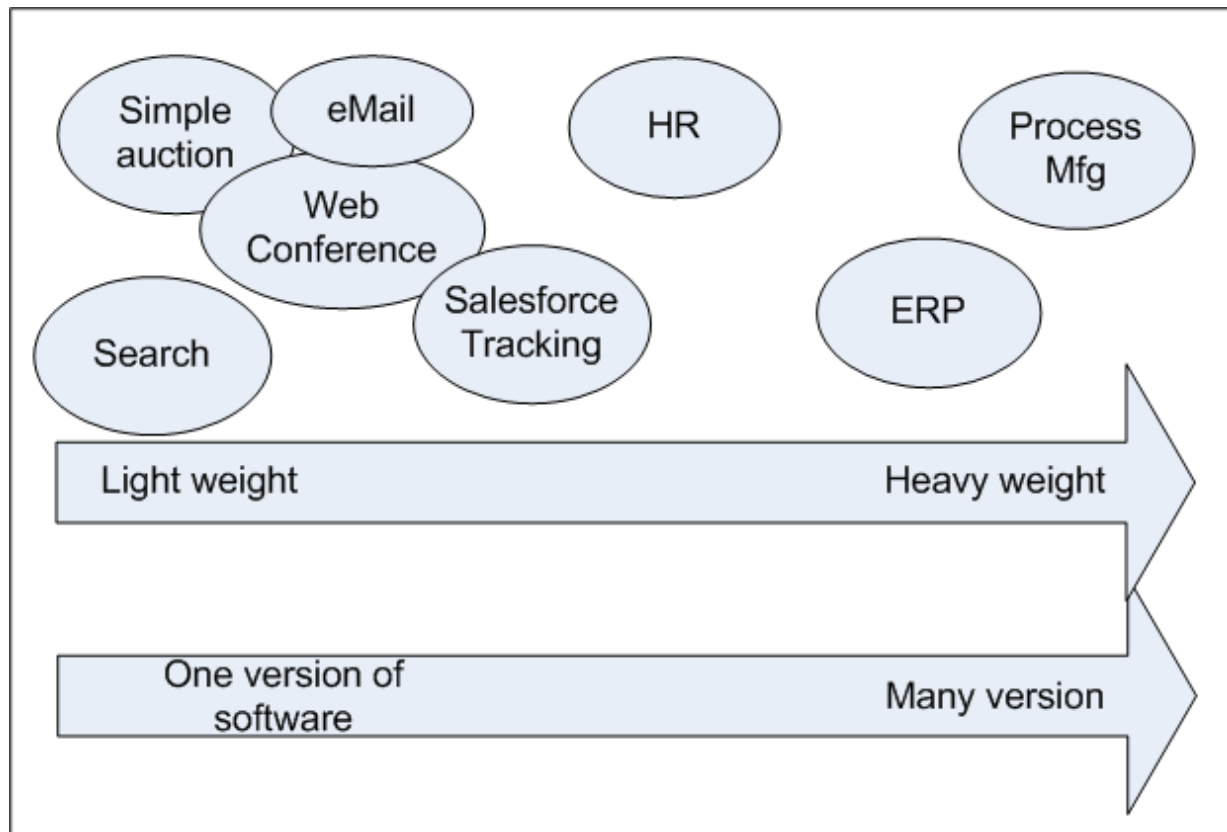 Simple
auction
eMail
HR
Process
Mfg
Web
Conference
Salesforce
Tracking
ERP
Search
Light weight
Heavy weight
One version of
software
Many version